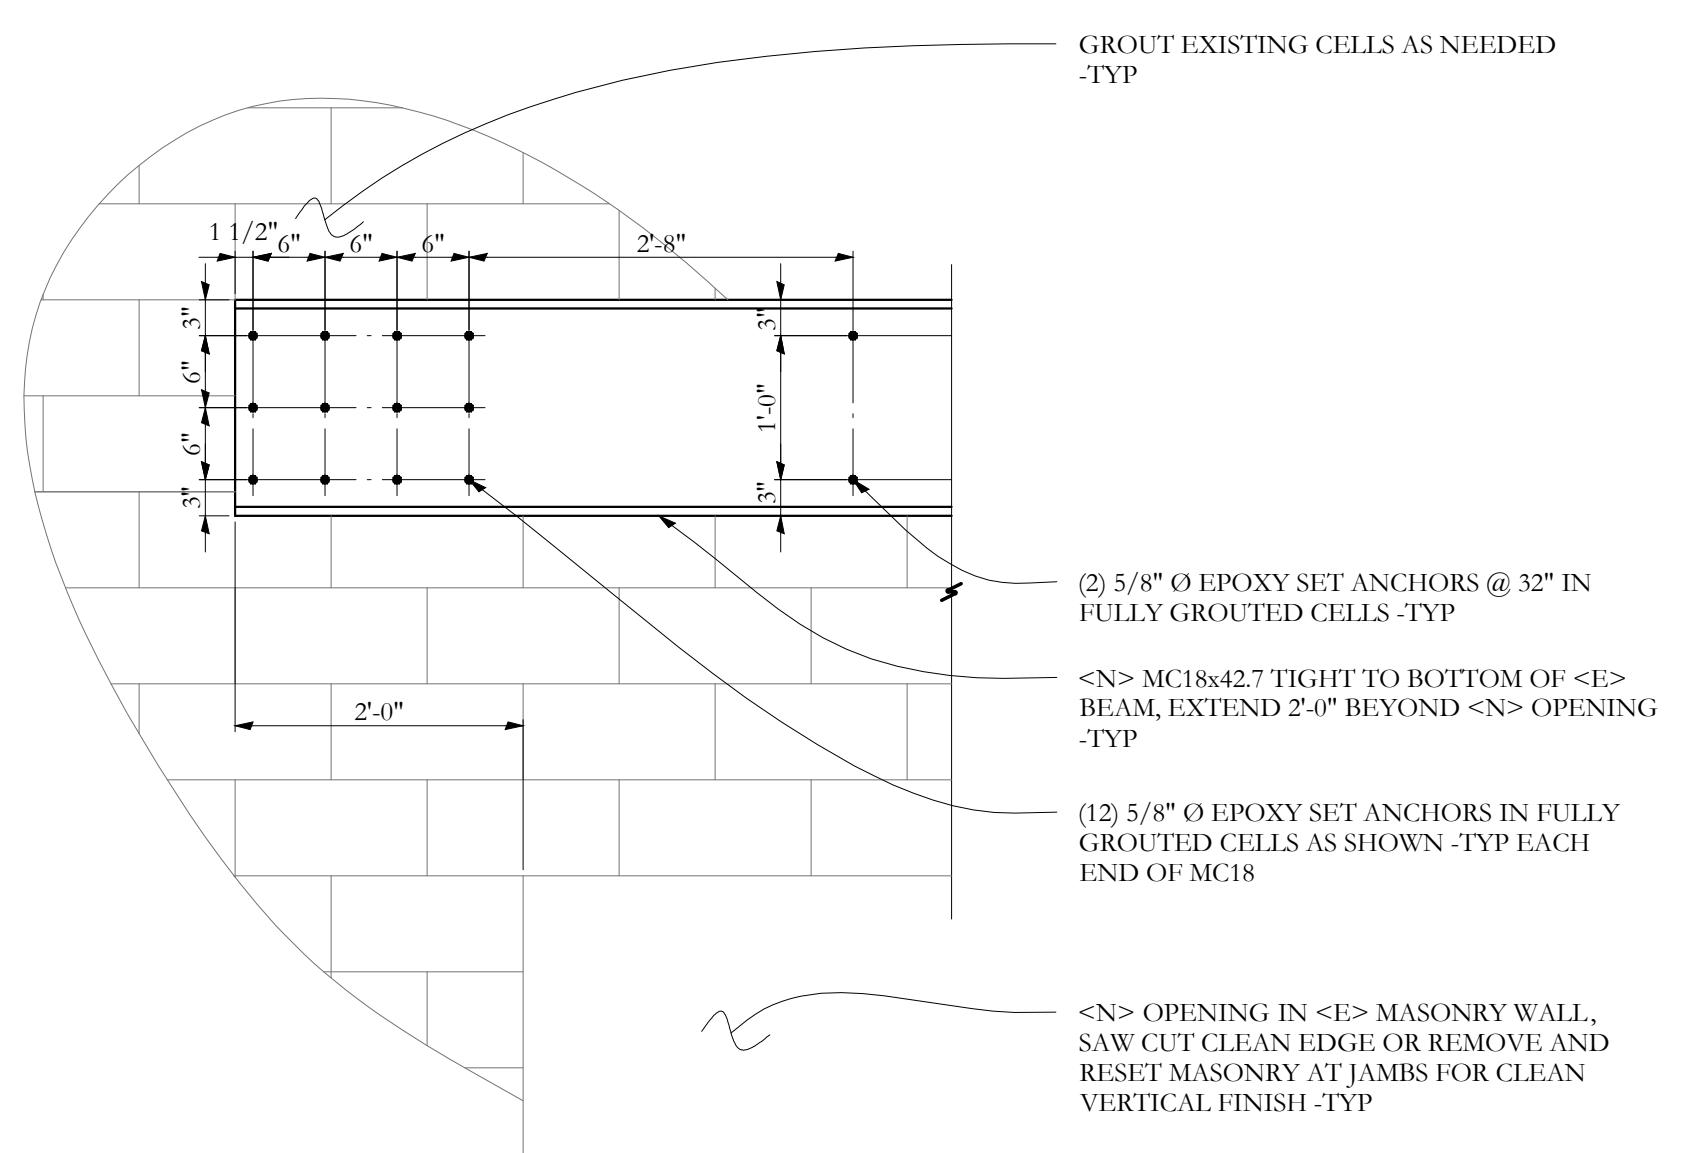 GROUT EXISTING CELLS AS NEEDED
-TYP
1 1/2"
6"
6"
6"
2'-8"
3"
6"
6"
3"
3"
1'-0"
3"
(2) 5/8" Ø EPOXY SET ANCHORS @ 32" IN
FULLY GROUTED CELLS -TYP
<N> MC18x42.7 TIGHT TO BOTTOM OF <E>
BEAM, EXTEND 2'-0" BEYOND <N> OPENING
-TYP
2'-0"
(12) 5/8" Ø EPOXY SET ANCHORS IN FULLY
GROUTED CELLS AS SHOWN -TYP EACH
END OF MC18
<N> OPENING IN <E> MASONRY WALL,
SAW CUT CLEAN EDGE OR REMOVE AND
RESET MASONRY AT JAMBS FOR CLEAN
VERTICAL FINISH -TYP